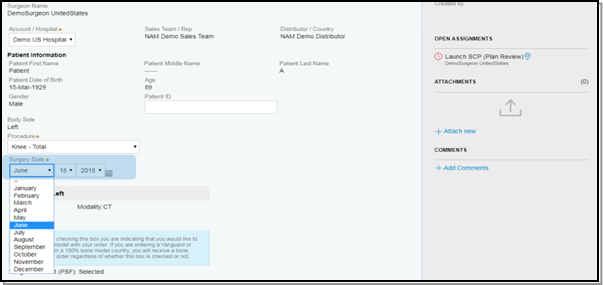 Surgeon Name
DemoSurgeon UnitedStates
Created by
Account / Hospital
Sales Team / Rep
Distributor / Country
Demo US Hospital
NAM Demo Sales Team
NAM Demo Distributor
OPEN ASSIGNMENTS
Patient Information
Patient First Name
Patient Middle Name
Patient Last Name
Patient
------
A
Launch SCP (Plan Review)
DemoSurgeon UnitedStates
Patient Date of Birth
Age
15-Mar-1929
89
ATTACHMENTS (0)
Gender
Patient ID
Male
Body Side
Left
Procedure
Knee - Total
+ Attach new
Surgery Date
COMMENTS
June
16
2016
+ Add Comments
--
January
February
March
April
May
June
July
August
September
October
November
December
Left
Modality:CT
checking this box you are indicating that you would like to
model with your order. If you are ordering a Vanguard or
n a 100% bone model country, you will receive a bone
order regardless of whether this box is checked or not.
t (PSF): Selected